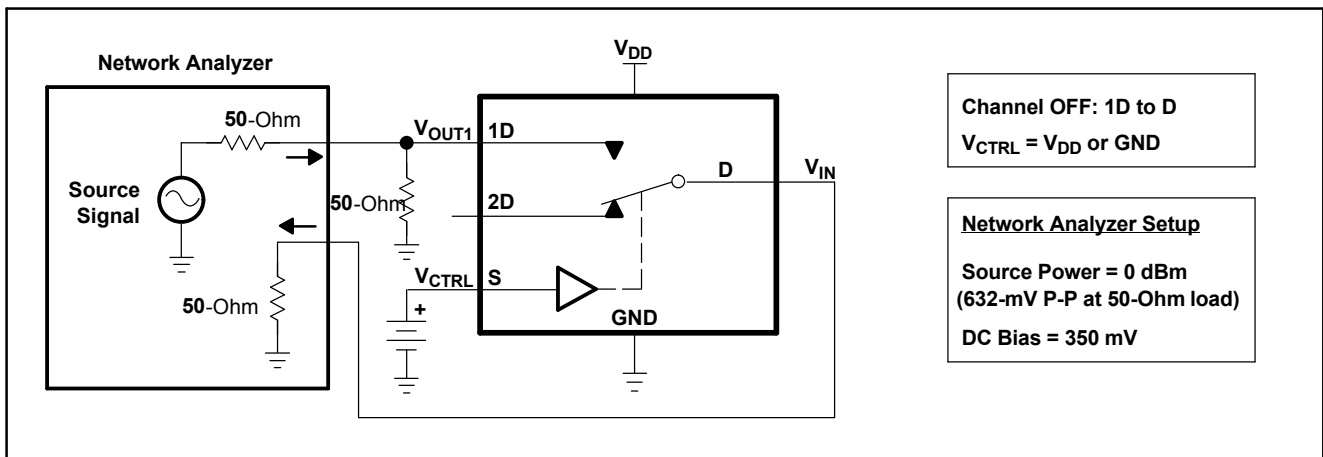 Network Analyzer
50-Ohm
Source
Signal
50-Ohm
50-Ohm
VDD
VOUT1
1D
2D
D
VIN
VCTRL
S
+
GND
Channel OFF: 1D to D
VCTRL = VDD or GND
Network Analyzer Setup
Source Power = 0 dBm
(632-mV P-P at 50-Ohm load)
DC Bias = 350 mV